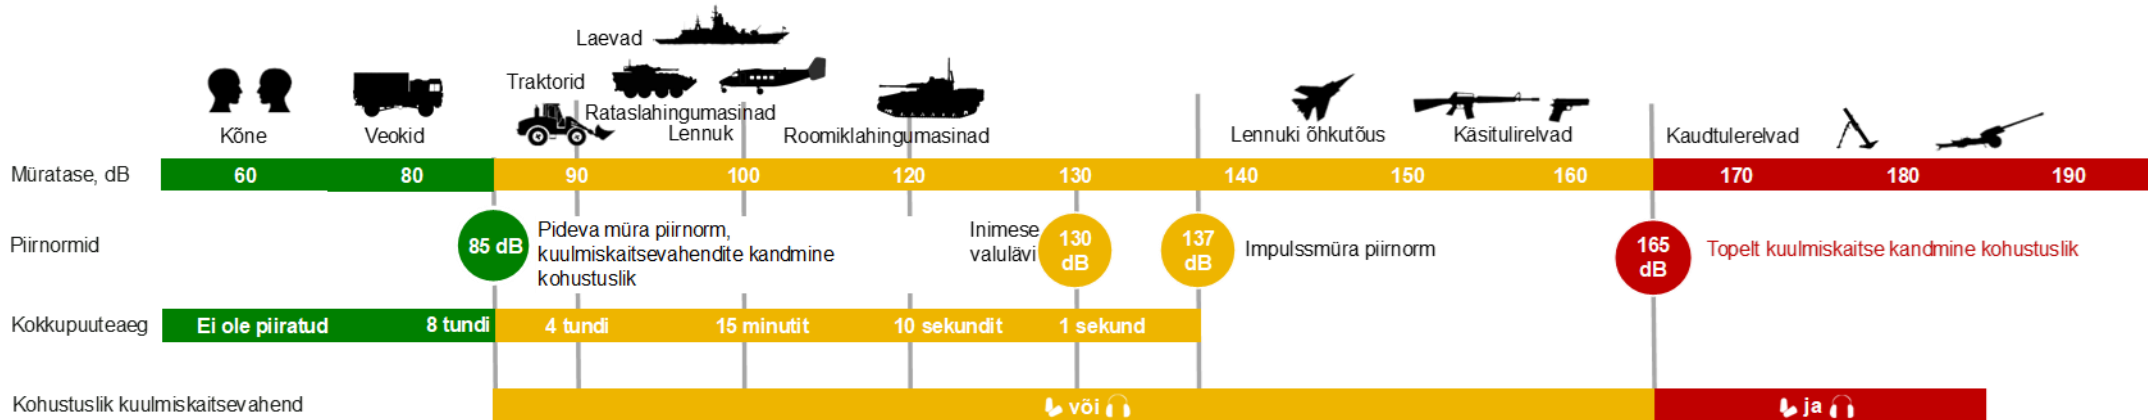 Laevad
Traktorid
Rataslahingumasinad
Kõne
Veokid
Lennuk
Roomiklahingumasinad
Lennuki õhkutõus
Käsitulirelvad
Kaudtulerelvad
Müratase, dB
60
80
90
100
120
130
140
150
160
170
180
190
Piirnormid
85 dB
Pideva müra piirnorm,
kuulmiskaitsevahendite kandmine
kohustuslik
Inimese
valulävi
130
dB
137
dB
Impulssmüra piirnorm
165
dB
Topelt kuulmiskaitse kandmine kohustuslik
Kokkupuuteaeg
Ei ole piiratud
8 tundi
4 tundi
15 minutit
10 sekundit
1 sekund
Kohustuslik kuulmiskaitsevahend
või
ja